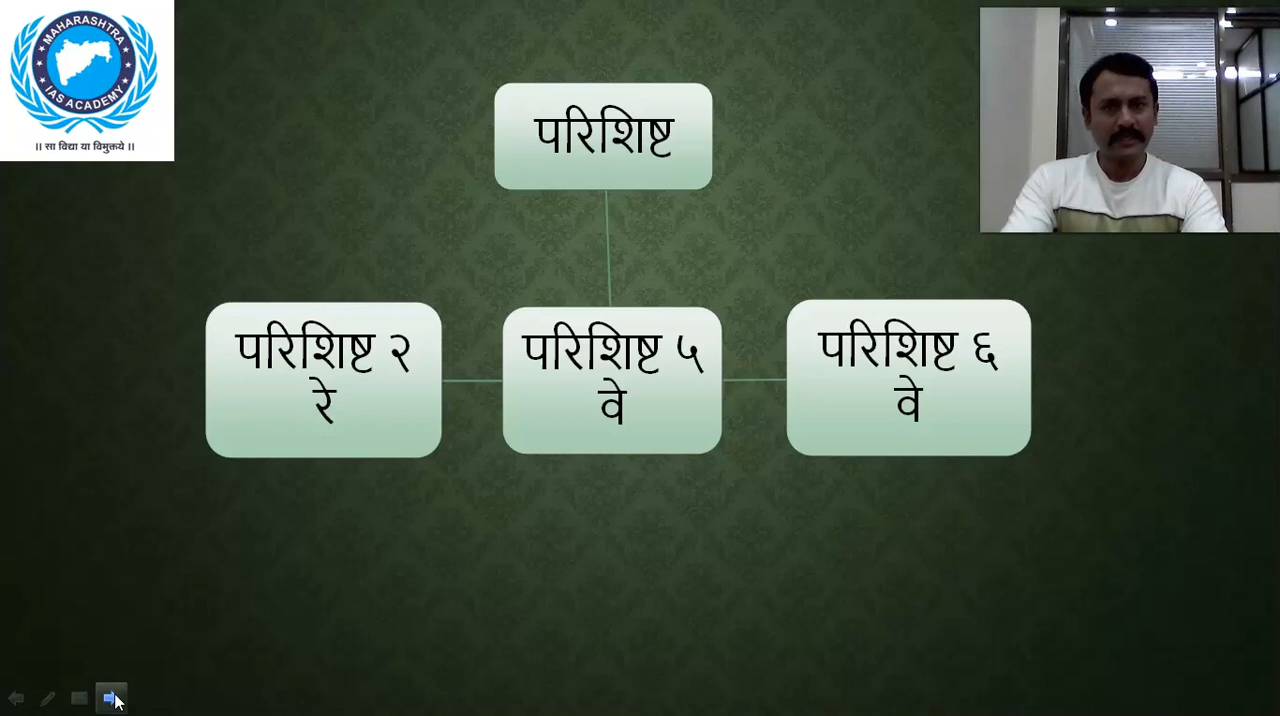 MAHARASHTRA
IAS ACADEMY
।। सा विद्या या विमुक्तये ।।
परिशिष्ट
परिशिष्ट २
रे
परिशिष्ट ५
वे
परिशिष्ट ६
वे